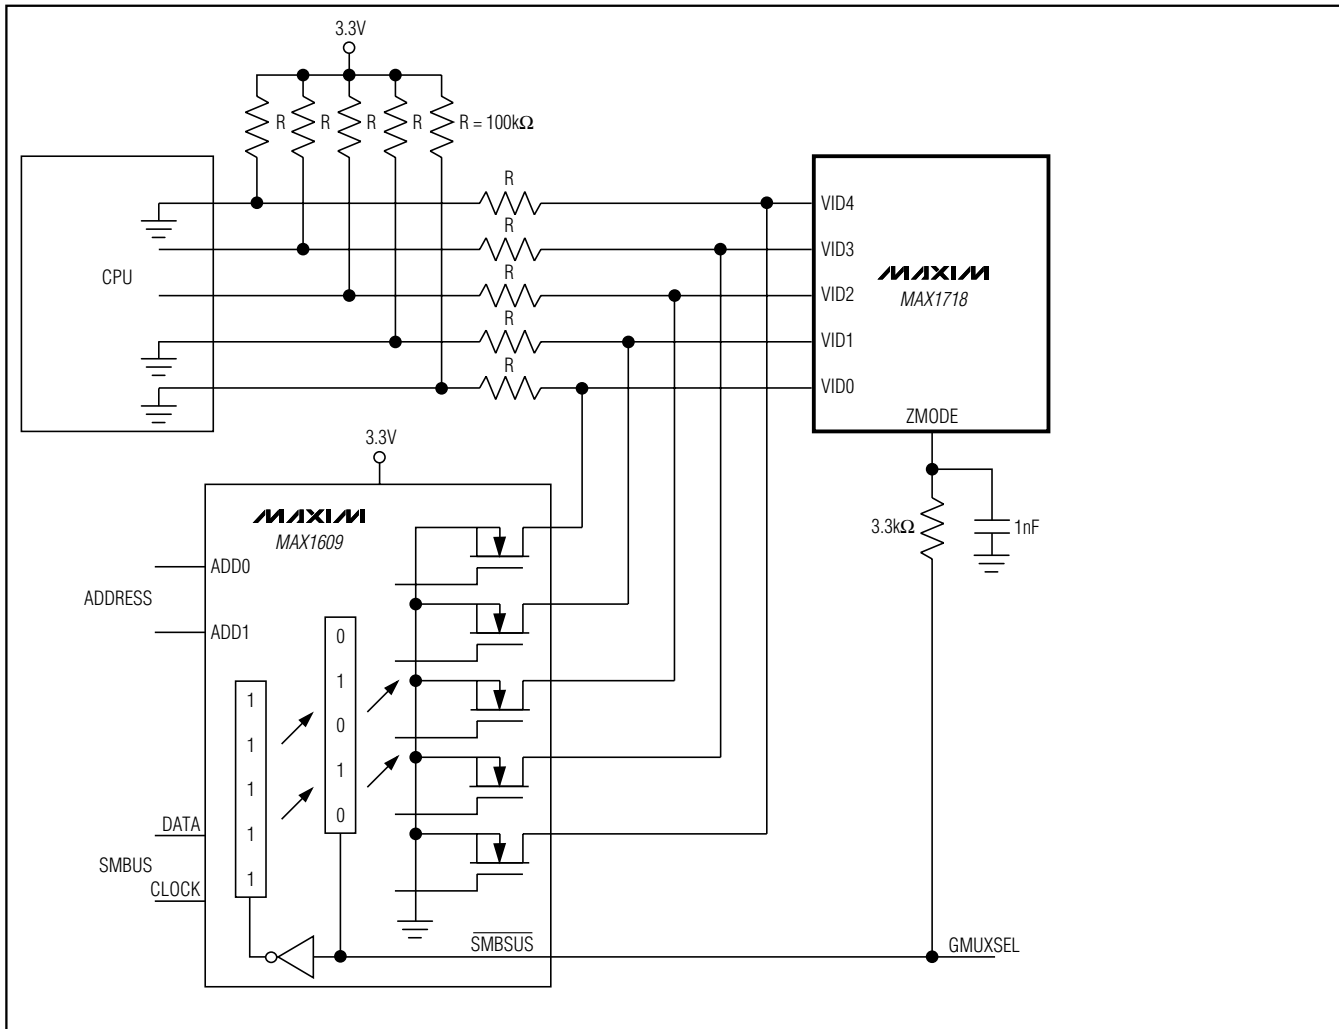 3.3V
R
R
R
R
R = 100kΩ
R
R
R
R
R
CPU
VID4
VID3
VID2
VID1
VID0
MAXIM
MAX1718
ZMODE
3.3kΩ
1nF
3.3V
MAXIM
MAX1609
ADD0
ADDRESS
ADD1
0
1
0
1
0
1
1
1
1
1
DATA
SMBUS
CLOCK
SMBSUS
GMUXSEL